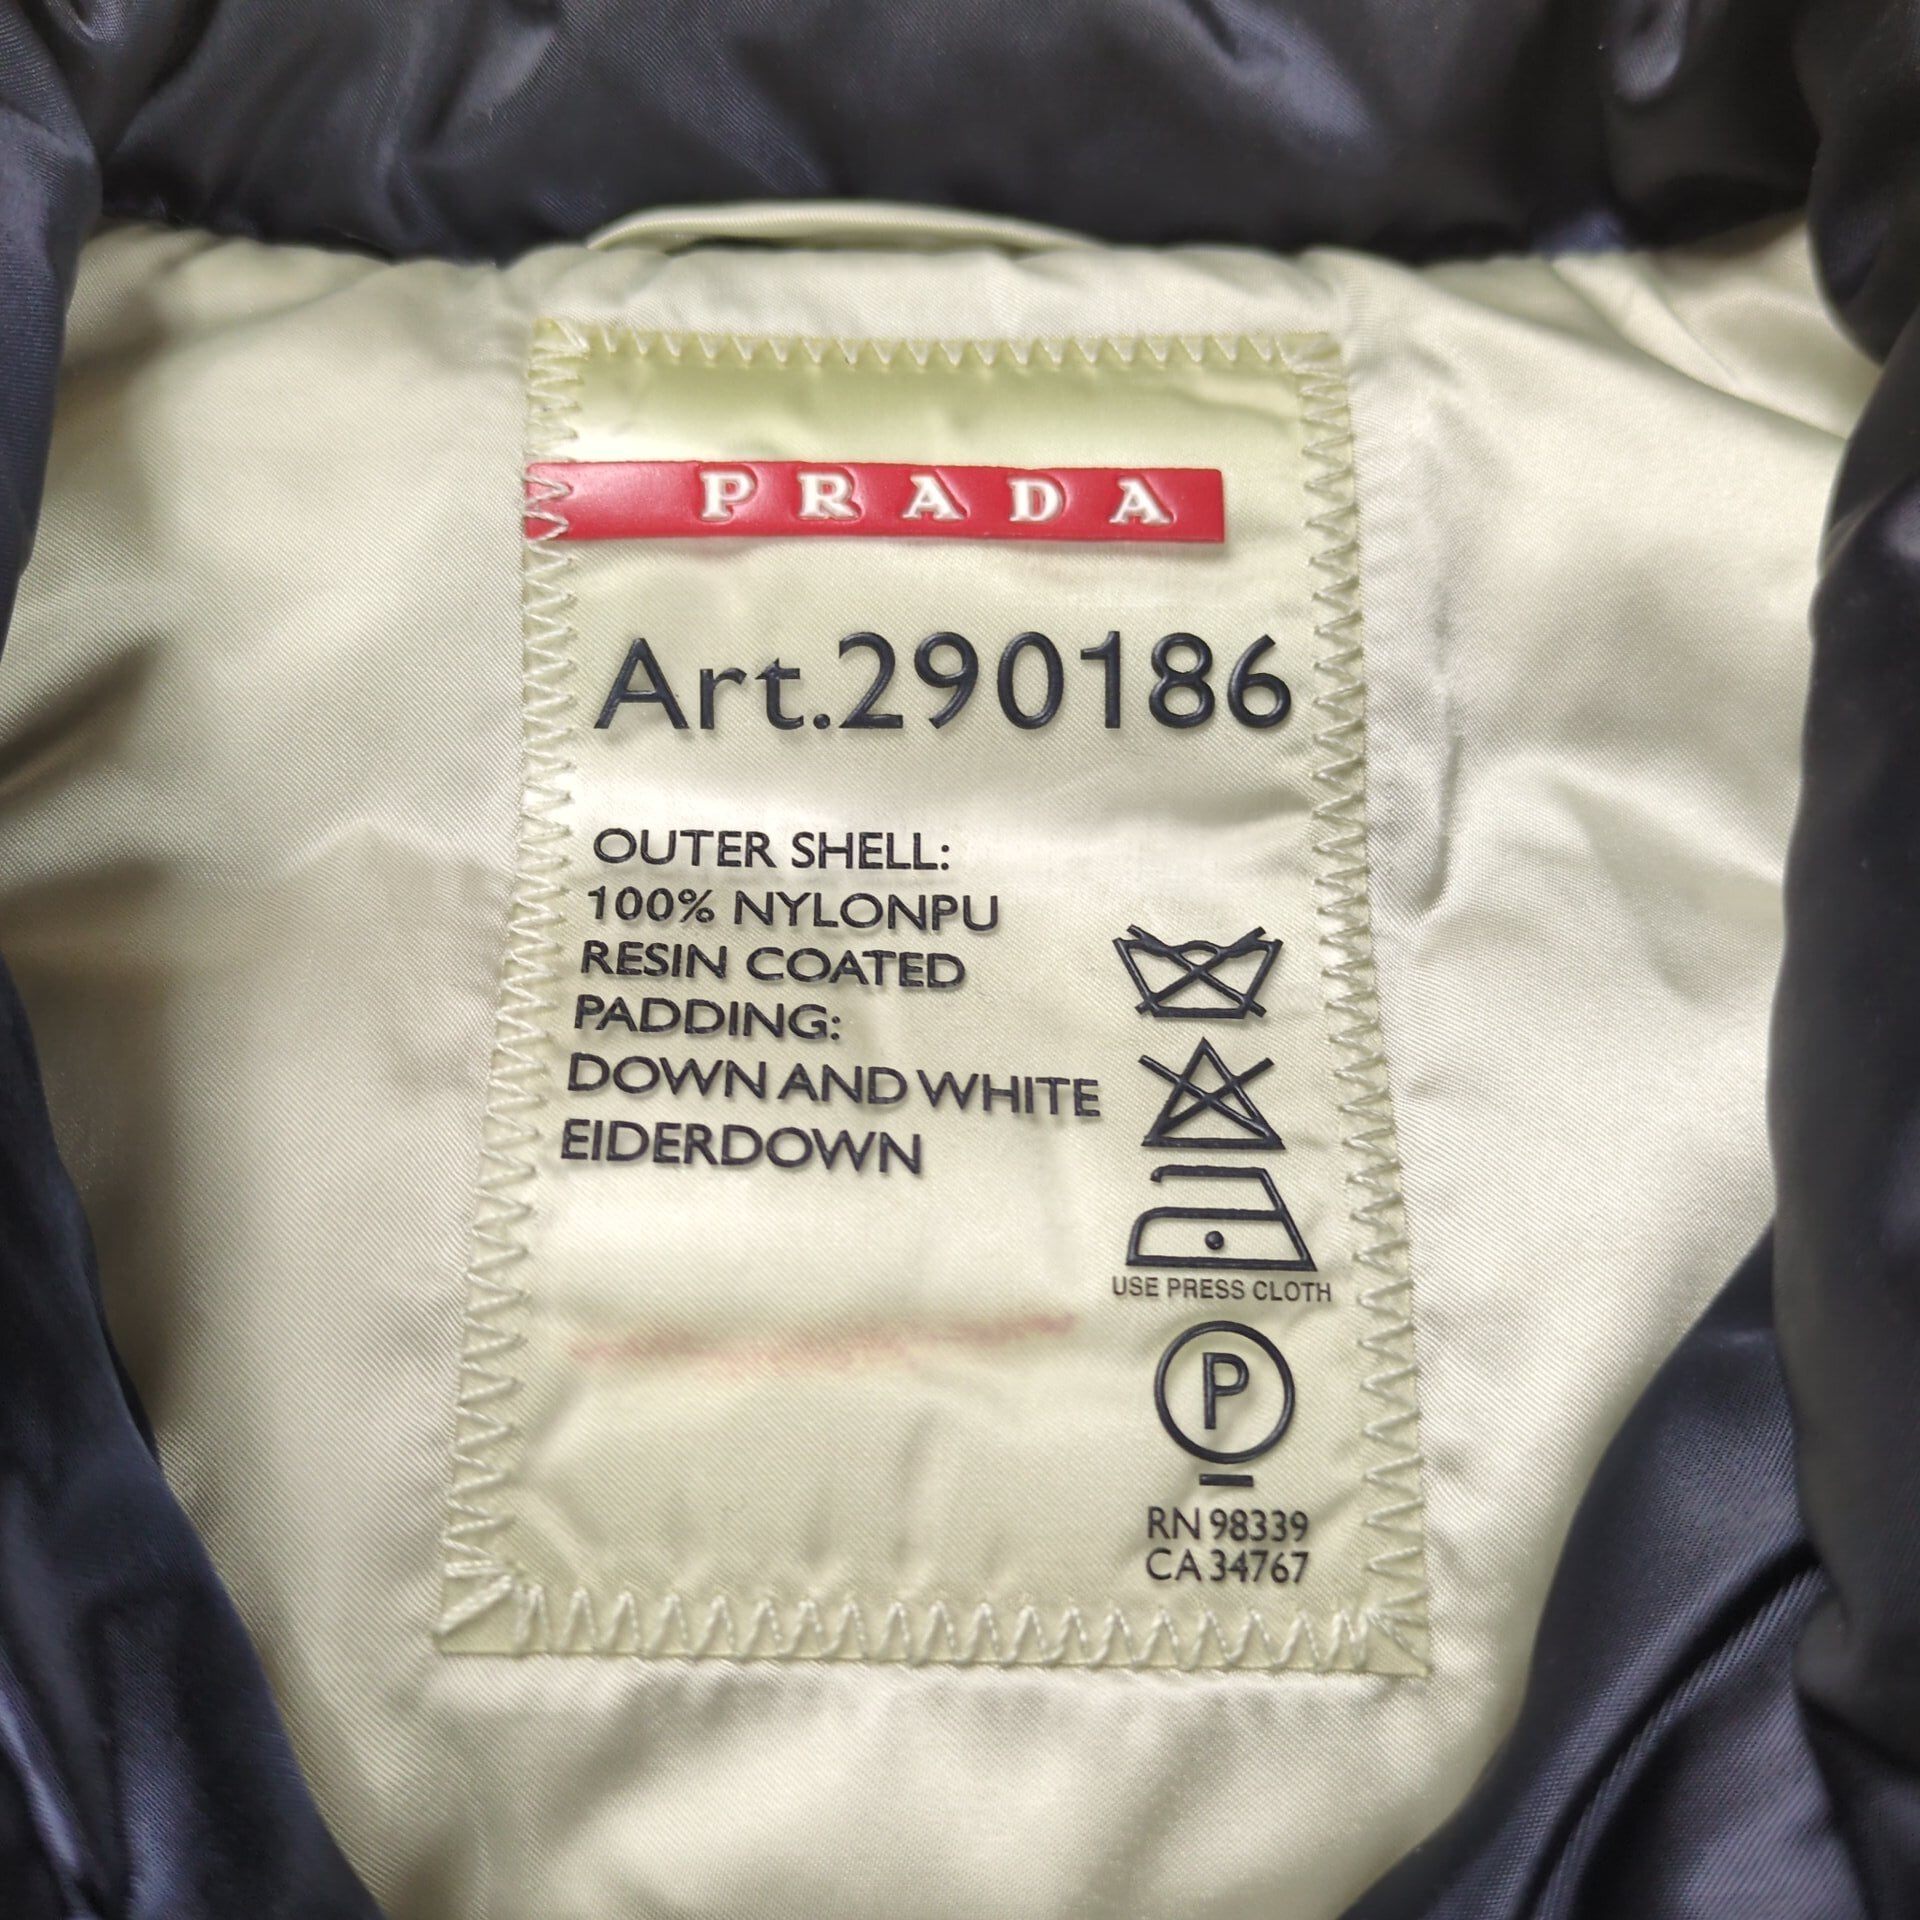 PRADA
Art.290186
OUTER SHELL:
100% NYLONPU
RESIN COATED
PADDING:
DOWN AND WHITE
EIDERDOWN
USE PRESS CLOTH
P
RN 98339
CA 34767